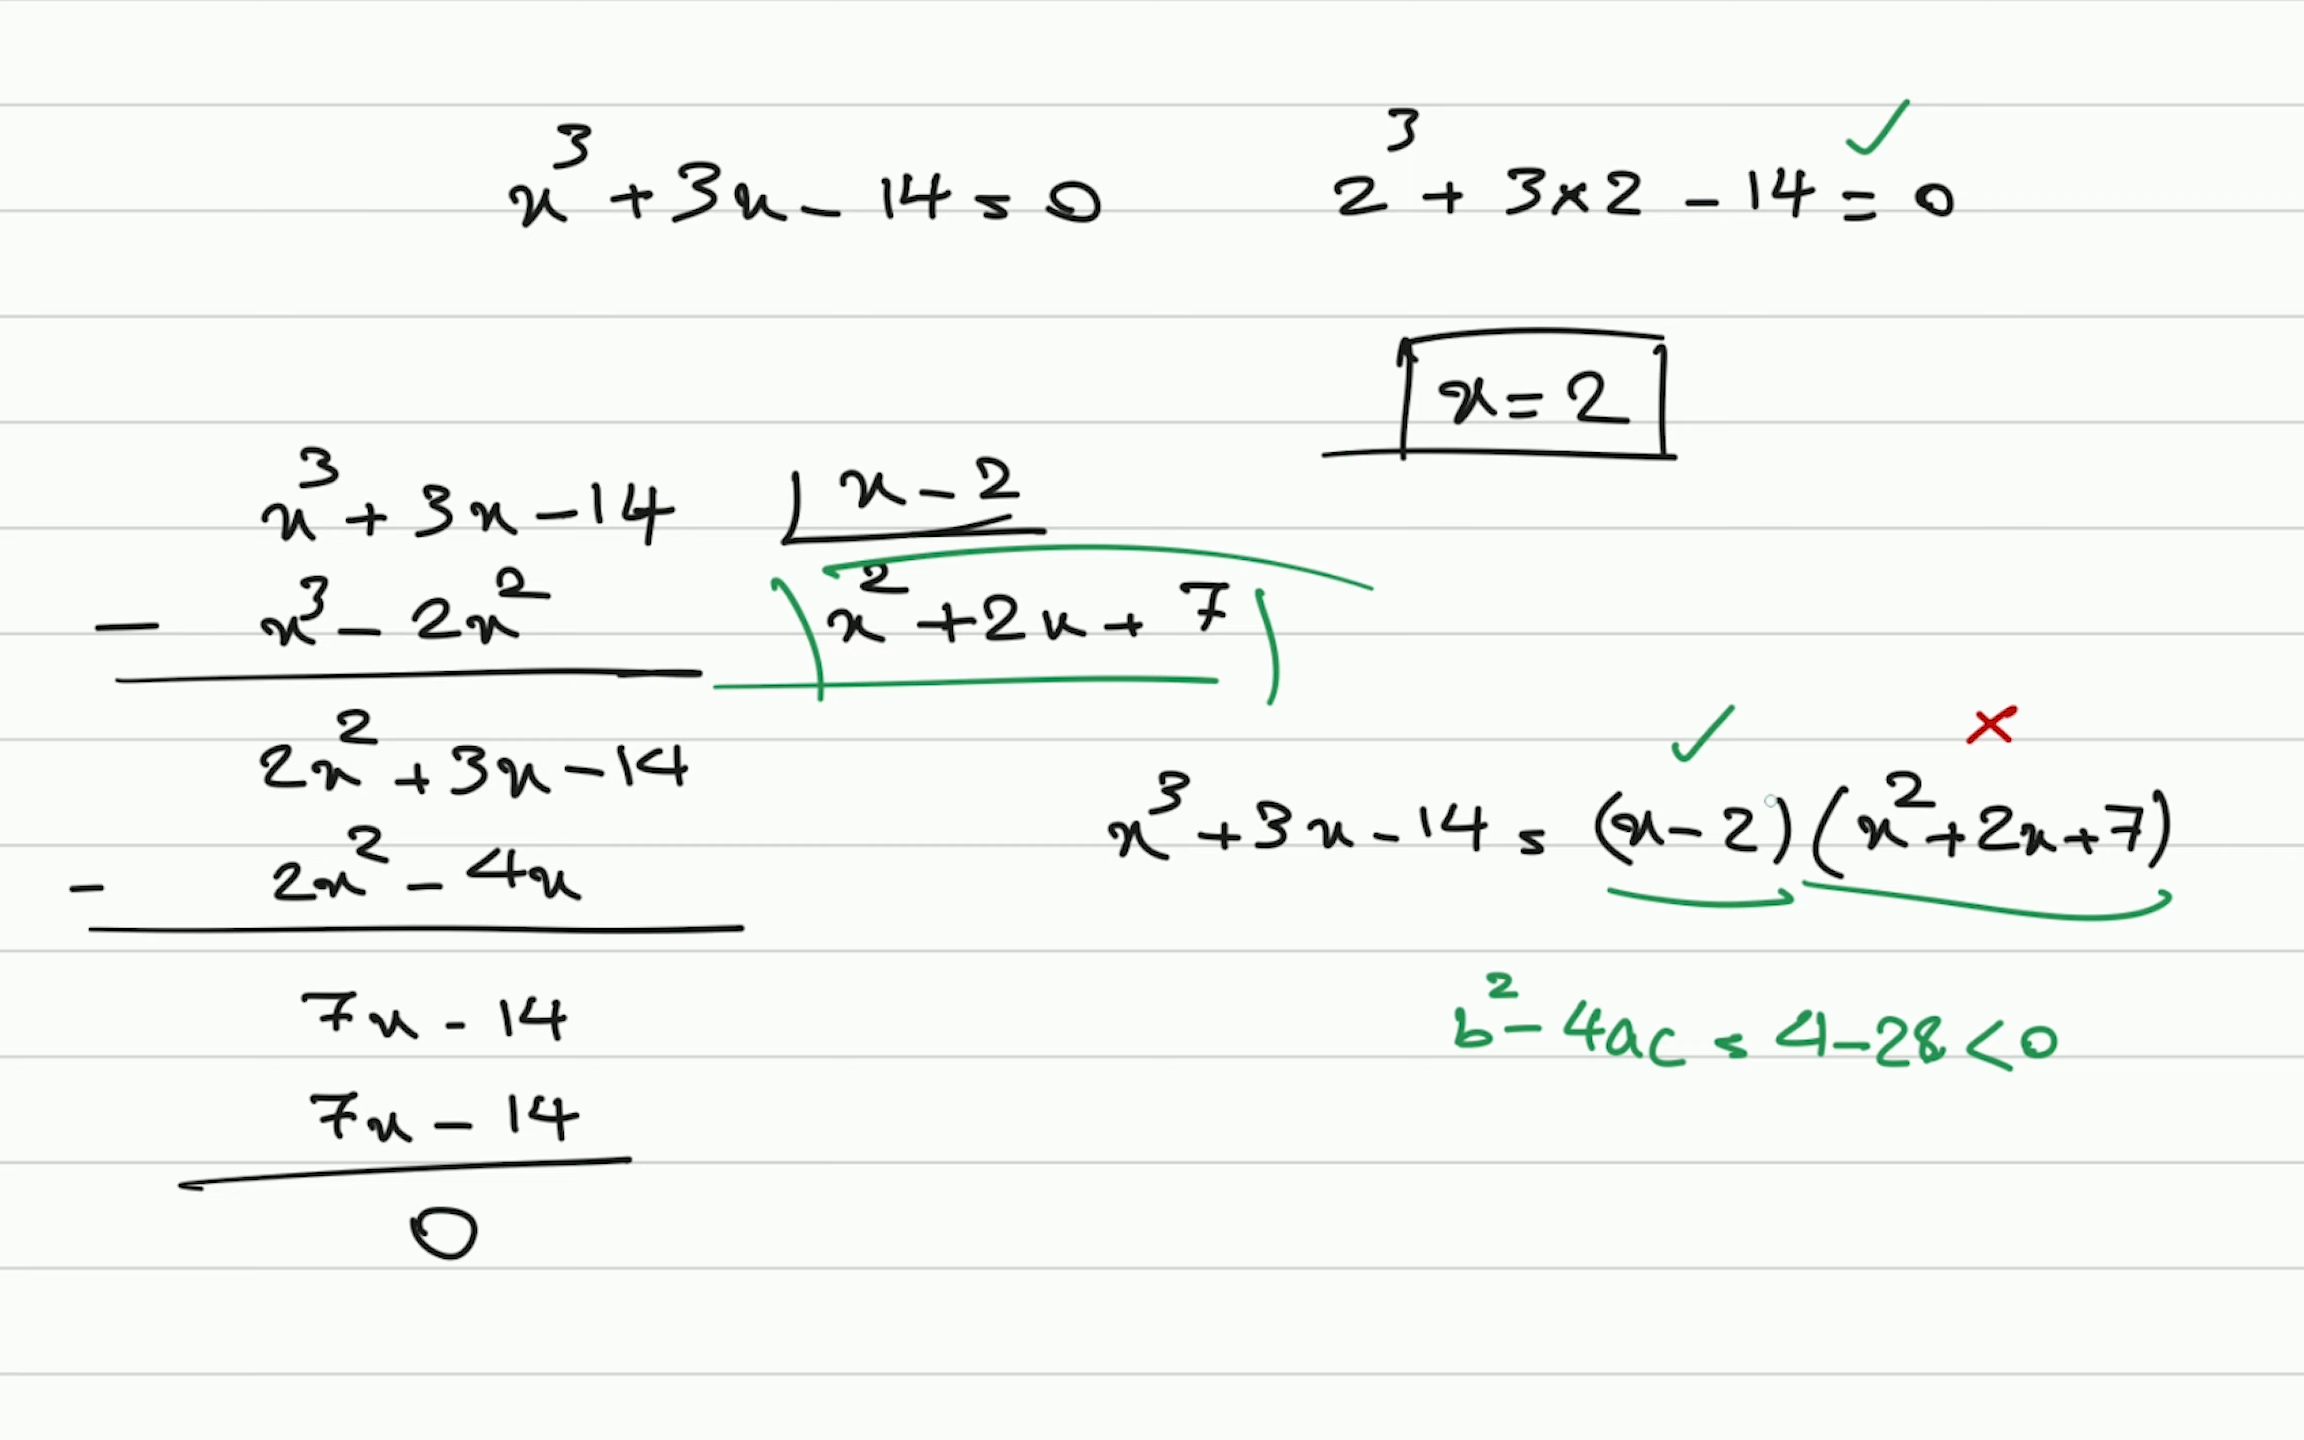 x³ + 3x - 14 = 0
2³ + 3×2 - 14 = 0 ✓
x = 2
x³ + 3x - 14 | x - 2
- x³ - 2x² x² + 2x + 7
2x² + 3x - 14
- 2x² - 4x
7x - 14
7x - 14
0
✓ ×
x³ + 3x - 14 = (x - 2)(x² + 2x + 7)
b² - 4ac = 4 - 28 < 0